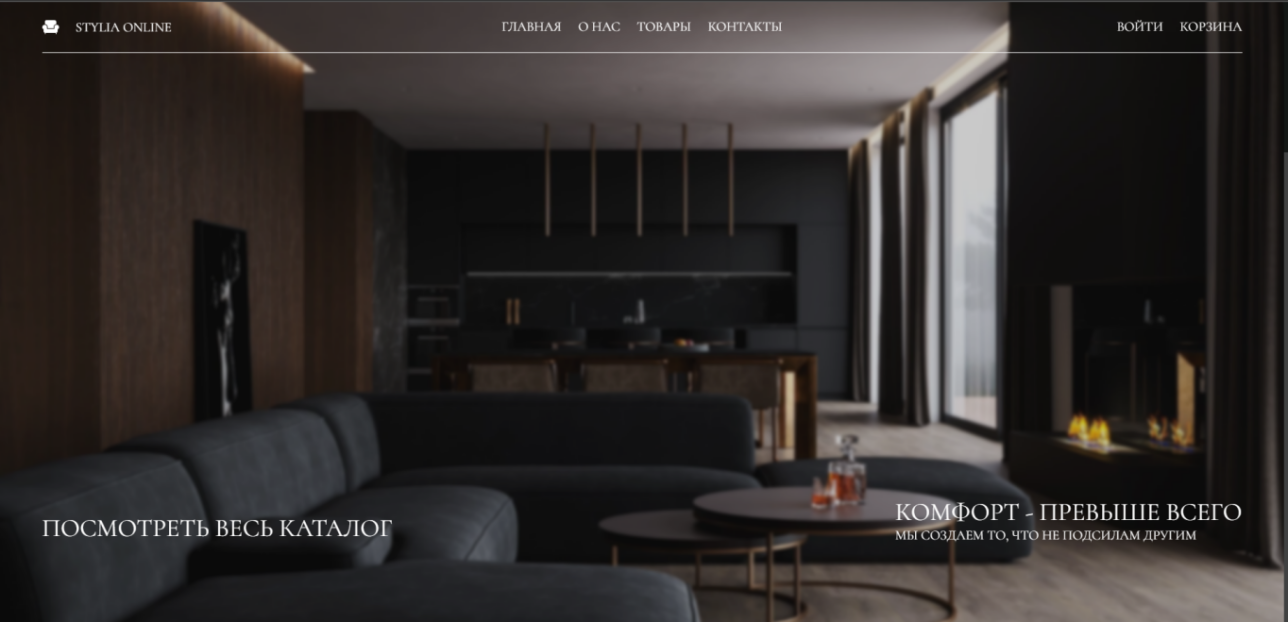 STYLIA ONLINE
ГЛАВНАЯ О НАС ТОВАРЫ КОНТАКТЫ
ВОЙТИ КОРЗИНА
ПОСМОТРЕТЬ ВЕСЬ КАТАЛОГ
КОМФОРТ - ПРЕВЫШЕ ВСЕГО
МЫ СОЗДАЕМ ТО, ЧТО НЕ ПОДСИЛАМ ДРУГИМ